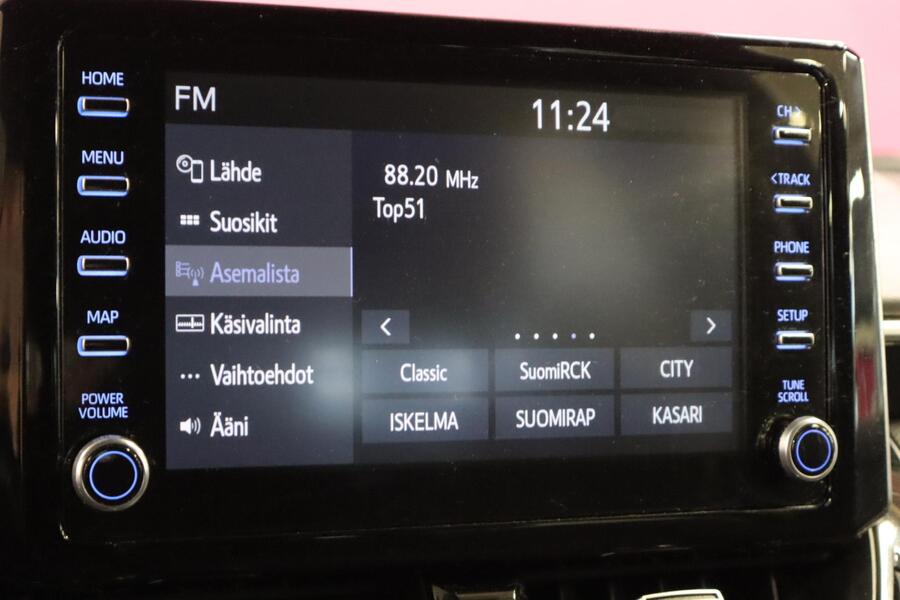 HOME
MENU
AUDIO
MAP
POWER
VOLUME
FM
11:24
Lähde
Suosikit
Asemalista
Käsivalinta
Vaihtoehdot
Ääni
88.20 MHz
Top51
< >
Classic SuomiRCK CITY
ISKELMA SUOMIRAP KASARI
CH >
< TRACK
PHONE
SETUP
TUNE
SCROLL